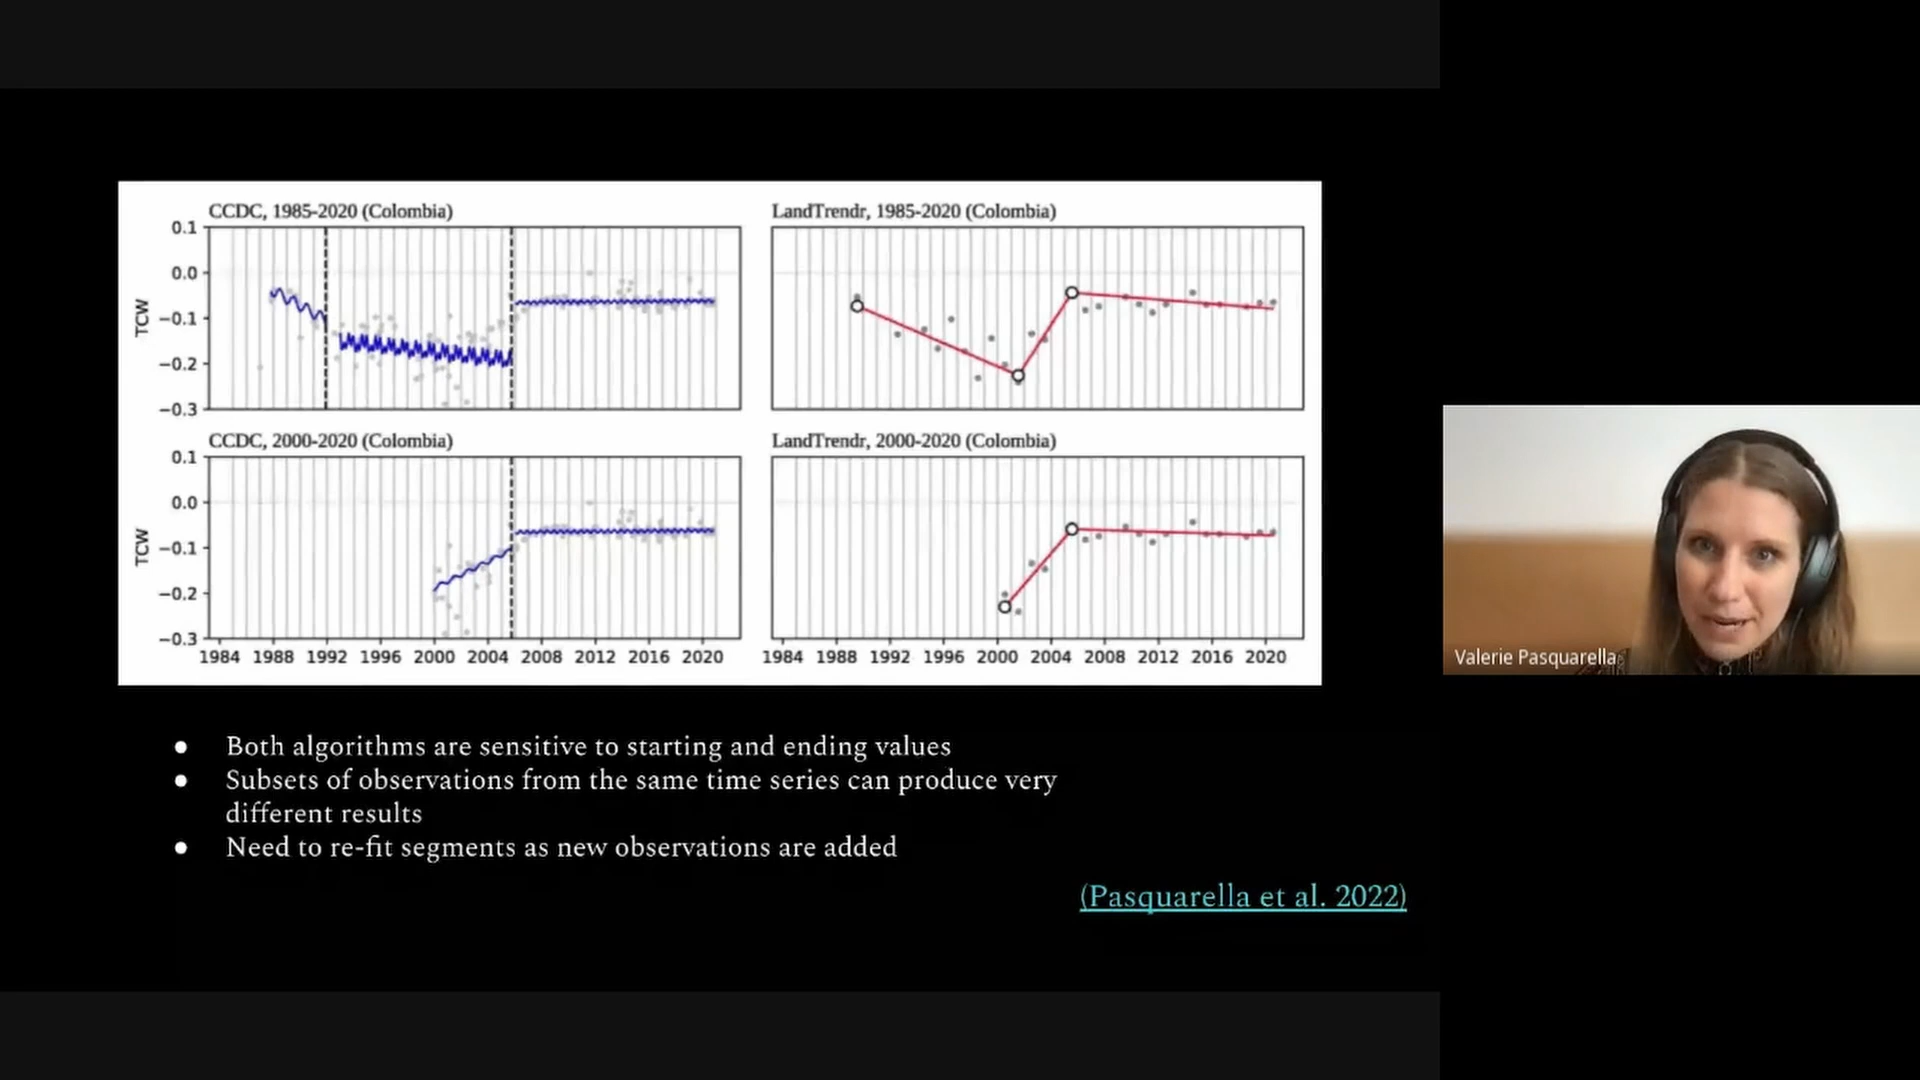 CCDC, 1985-2020 (Colombia)
LandTrendr, 1985-2020 (Colombia)
0.1
0.0
−0.1
−0.2
−0.3
TCW
CCDC, 2000-2020 (Colombia)
LandTrendr, 2000-2020 (Colombia)
0.1
0.0
−0.1
−0.2
−0.3
TCW
1984 1988 1992 1996 2000 2004 2008 2012 2016 2020
1984 1988 1992 1996 2000 2004 2008 2012 2016 2020
Valerie Pasquarella
● Both algorithms are sensitive to starting and ending values
● Subsets of observations from the same time series can produce very
different results
● Need to re-fit segments as new observations are added
(Pasquarella et al. 2022)